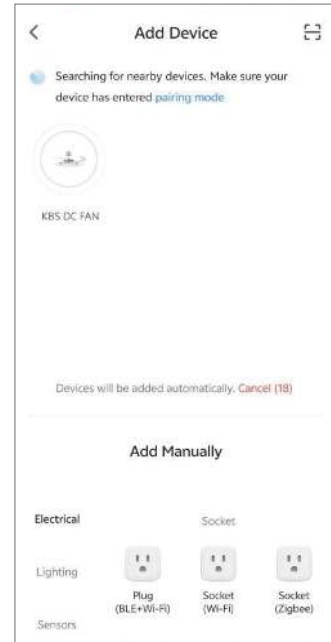 Add Device
Searching for nearby devices. Make sure your
device has entered pairing mode
KBS DC FAN
Devices will be added automatically. Cancel (18)
Add Manually
Electrical
Socket
Lighting
Plug
(BLE+Wi-Fi)
Socket
(Wi-Fi)
Socket
(Zigbee)
Sensors